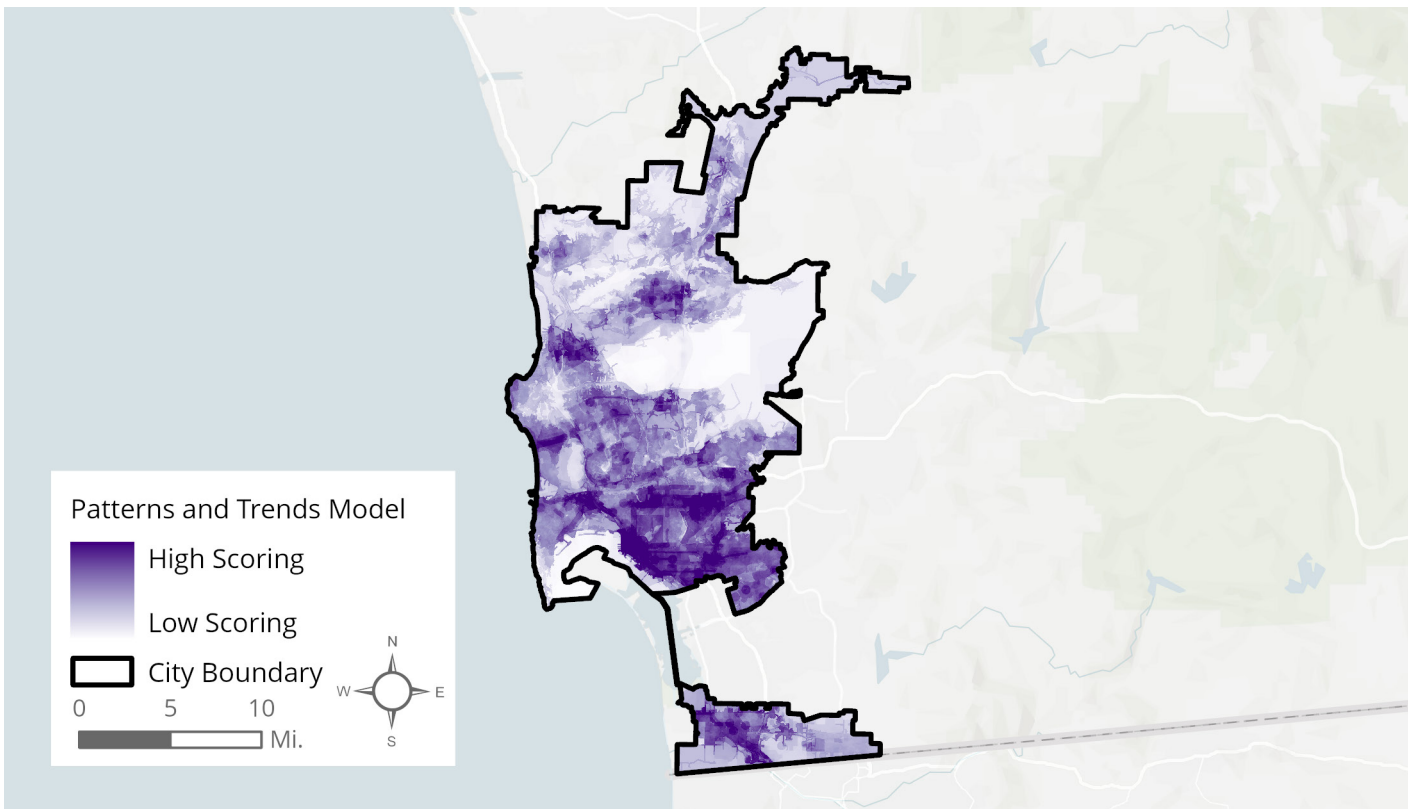 Patterns and Trends Model
High Scoring
Low Scoring
City Boundary
0 5 10
Mi.
N
W E
S